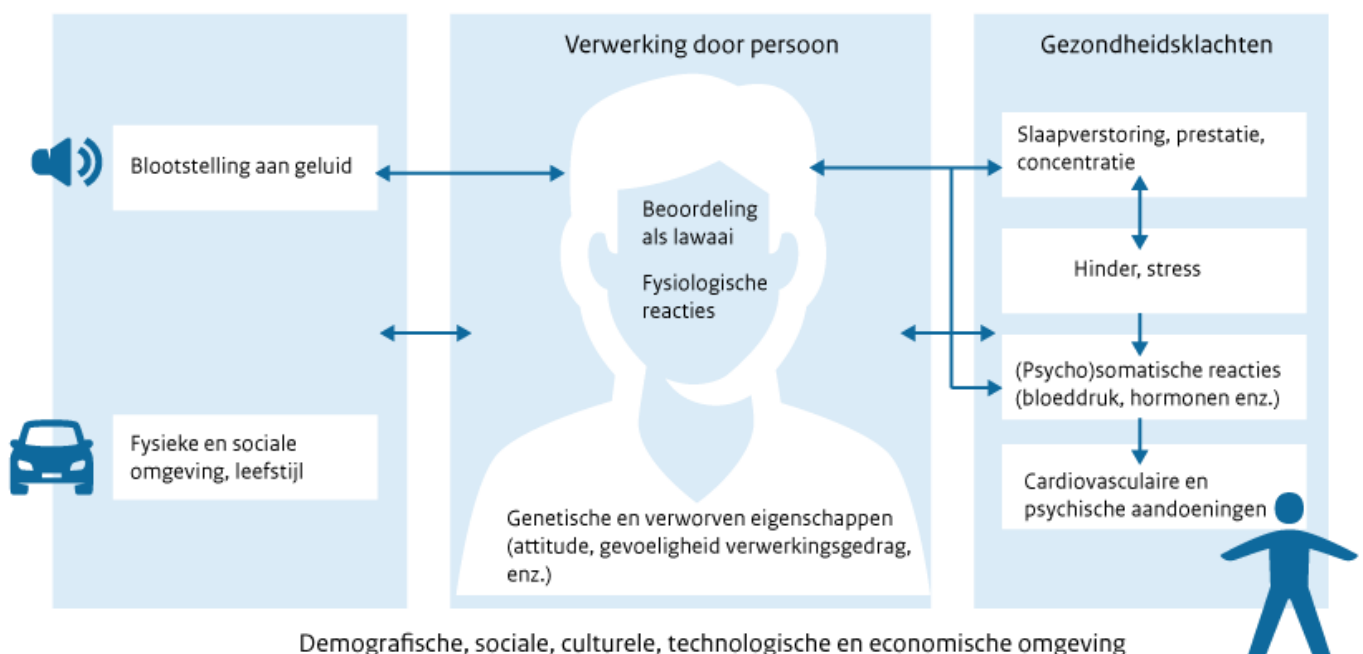 Verwerking door persoon
Gezondheidsklachten
Blootstelling aan geluid
Fysieke en sociale
omgeving, leefstijl
Beoordeling
als lawaai
Fysiologische
reacties
Genetische en verworven eigenschappen
(attitude, gevoeligheid verwerkingsgedrag,
enz.)
Slaapverstoring, prestatie,
concentratie
Hinder, stress
(Psycho)somatische reacties
(bloeddruk, hormonen enz.)
Cardiovasculaire en
psychische aandoeningen
Demografische, sociale, culturele, technologische en economische omgeving